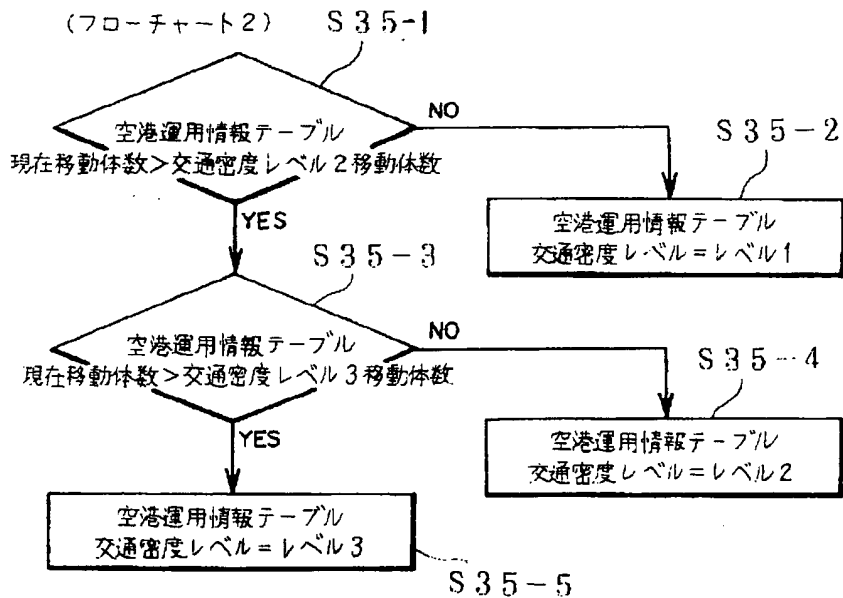 (フローチャート2)
S35-1
空港運用情報テーブル
現在移動体数>交通密度レベル2移動体数
NO
YES
S35-2
空港運用情報テーブル
交通密度レベル=レベル1
S35-3
空港運用情報テーブル
現在移動体数>交通密度レベル3移動体数
NO
YES
S35-4
空港運用情報テーブル
交通密度レベル=レベル2
空港運用情報テーブル
交通密度レベル=レベル3
S35-5